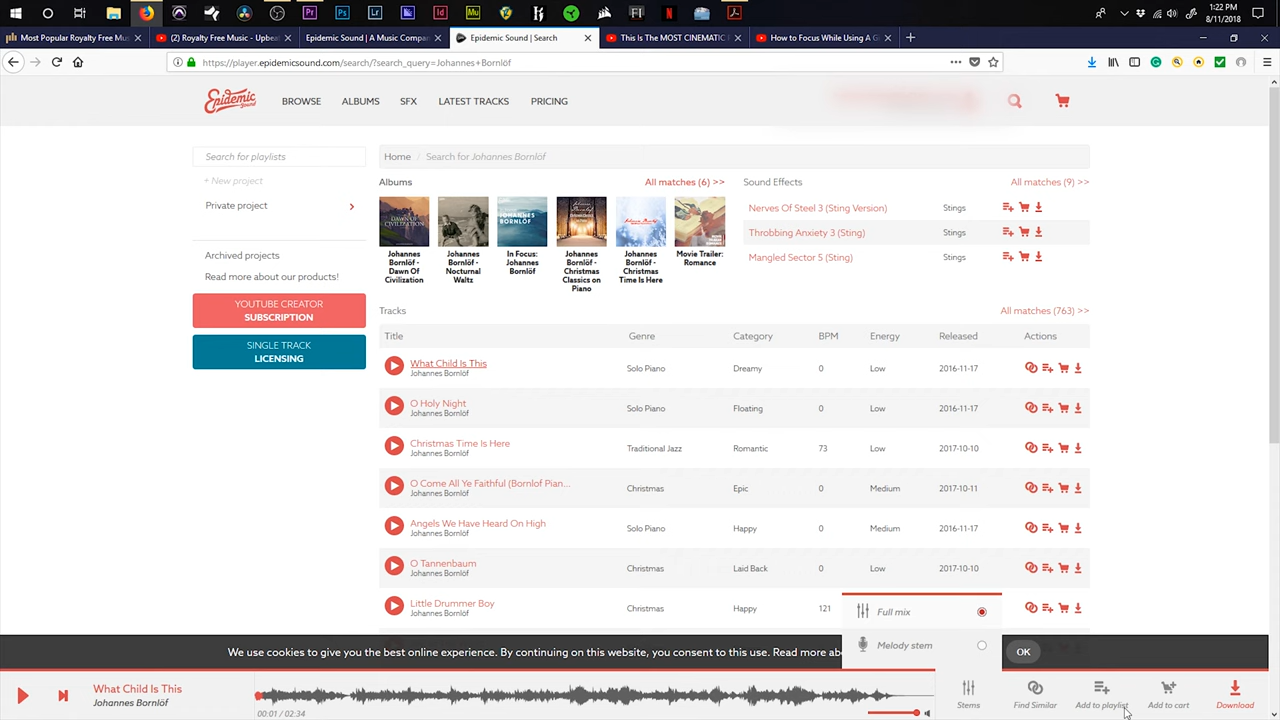 1:22 PM
8/11/2018
Most Popular Royalty Free Mus
(2) Royalty Free Music - Upbe
Epidemic Sound | A Music Compan
Epidemic Sound | Search
This Is The MOST CINEMATIC
How to Focus While Using A G
https://player.epidemicsound.com/search/?search_query=Johannes+Bornlöf
Epidemic Sound
BROWSE
ALBUMS
SFX
LATEST TRACKS
PRICING
Search for playlists
+ New project
Private project
Archived projects
Read more about our products!
YOUTUBE CREATOR
SUBSCRIPTION
SINGLE TRACK
LICENSING
Home / Search for Johannes Bornlöf
Albums
All matches (6) >>
Johannes Bornlöf - Dawn Of Civilization
Johannes Bornlöf - Nocturnal Waltz
In Focus: Johannes Bornlöf
Johannes Bornlöf - Christmas Classics on Piano
Johannes Bornlöf - Christmas Time Is Here
Movie Trailer: Romance
Sound Effects
All matches (9) >>
Nerves Of Steel 3 (Sting Version) Stings
Throbbing Anxiety 3 (Sting) Stings
Mangled Sector 5 (Sting) Stings
Tracks
All matches (763) >>
Title Genre Category BPM Energy Released Actions
What Child Is This Solo Piano Dreamy 0 Low 2016-11-17
Johannes Bornlöf
O Holy Night Solo Piano Floating 0 Low 2016-11-17
Johannes Bornlöf
Christmas Time Is Here Traditional Jazz Romantic 73 Low 2017-10-10
Johannes Bornlöf
O Come All Ye Faithful (Bornlof Pian... Christmas Epic 0 Medium 2017-10-11
Johannes Bornlöf
Angels We Have Heard On High Solo Piano Happy 0 Medium 2016-11-17
Johannes Bornlöf
O Tannenbaum Christmas Laid Back 0 Low 2017-10-10
Johannes Bornlöf
Little Drummer Boy Christmas Happy 121
Johannes Bornlöf
Full mix
Melody stem
We use cookies to give you the best online experience. By continuing on this website, you consent to this use. Read more
OK
What Child Is This
Johannes Bornlöf
00:01 / 02:34
Stems
Find Similar
Add to playlist
Add to cart
Download